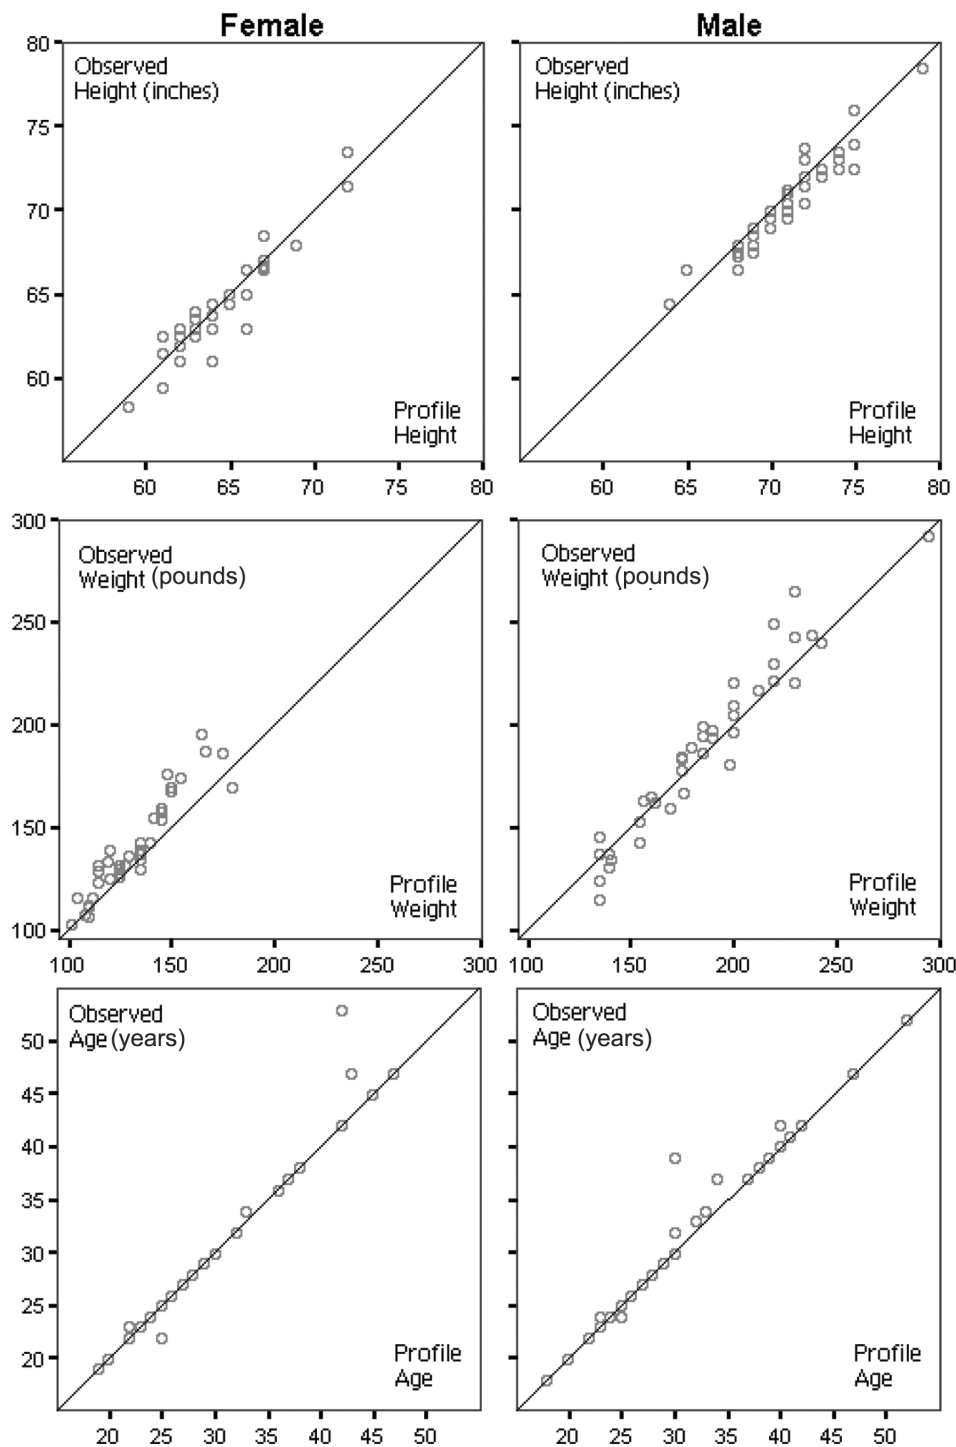 Female
Male
80
75
70
65
60
Observed
Height (inches)
Profile
Height
60 65 70 75 80
Observed
Height (inches)
Profile
Height
60 65 70 75 80
300
250
200
150
100
Observed
Weight (pounds)
Profile
Weight
100 150 200 250 300
Observed
Weight (pounds)
Profile
Weight
100 150 200 250 300
50
45
40
35
30
25
20
Observed
Age (years)
Profile
Age
20 25 30 35 40 45 50
Observed
Age (years)
Profile
Age
20 25 30 35 40 45 50